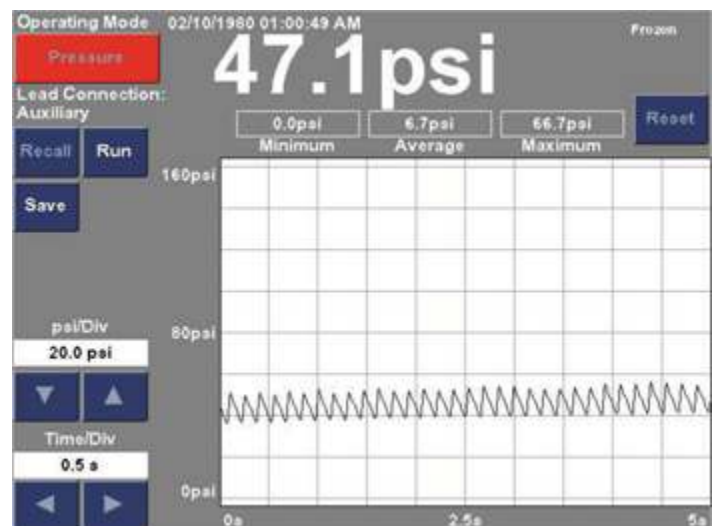 Operating Mode 02/10/1980 01:00:49 AM
Frozen
Pressure
47.1psi
Lead Connection:
Auxiliary
0.0psi 6.7psi 66.7psi
Minimum Average Maximum
Reset
Recall Run
160psi
Save
psi/Div
80psi
20.0 psi
Time/Div
0.5 s
0psi
0s 2.5s 5s